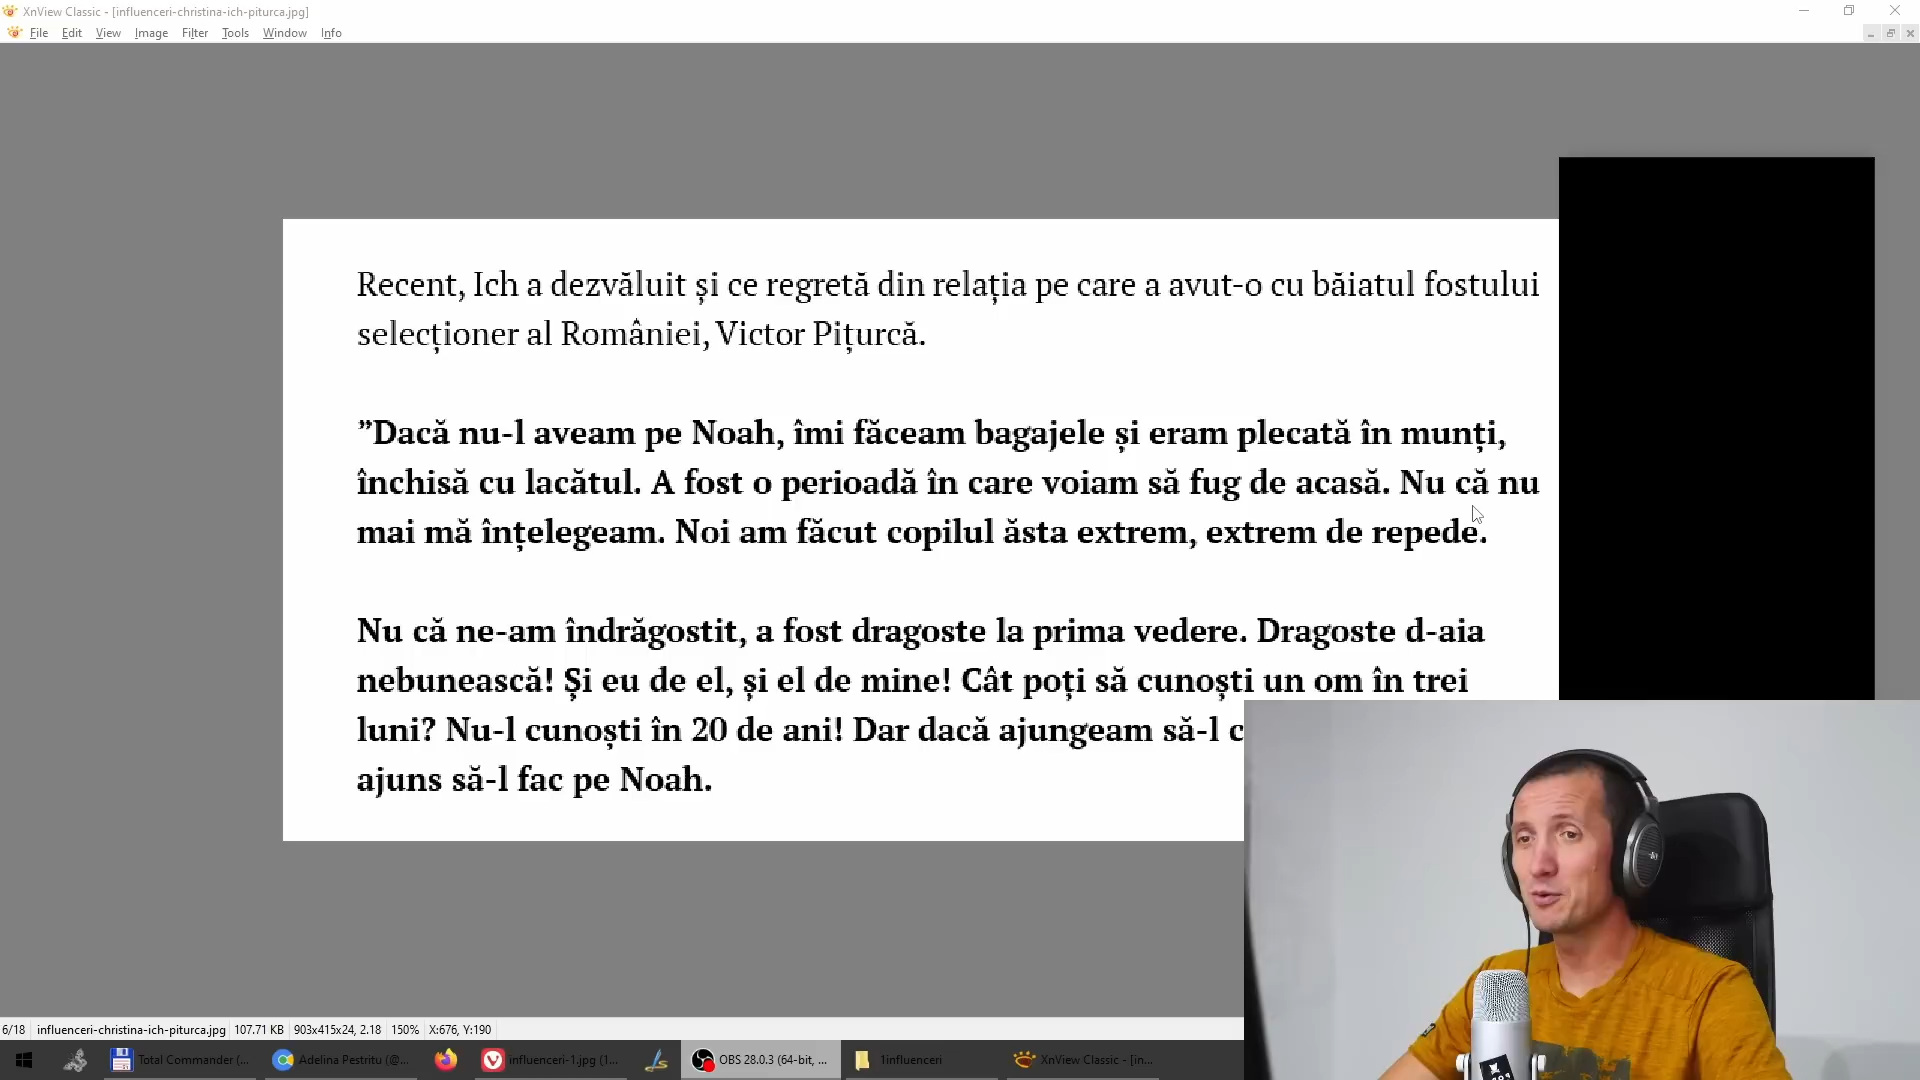 XnView Classic - [influenceri-christina-ich-piturca.jpg]
File Edit View Image Filter Tools Window Info
Recent, Ich a dezvăluit și ce regretă din relația pe care a avut-o cu băiatul fostului
selecționer al României, Victor Pițurcă.
”Dacă nu-l aveam pe Noah, îmi făceam bagajele și eram plecată în munți,
închisă cu lacătul. A fost o perioadă în care voiam să fug de acasă. Nu că nu
mai mă înțelegeam. Noi am făcut copilul ăsta extrem, extrem de repede.
Nu că ne-am îndrăgostit, a fost dragoste la prima vedere. Dragoste d-aia
nebunească! Și eu de el, și el de mine! Cât poți să cunoști un om în trei
luni? Nu-l cunoști în 20 de ani! Dar dacă ajungeam să-l c
ajuns să-l fac pe Noah.
6/18 influenceri-christina-ich-piturca.jpg 107.71 KB 903x415x24, 2.18 150% X:676, Y:190
Total Commander (... Adelina Pestritu (@... influenceri-1.jpg (1... OBS 28.0.3 (64-bit, ... 1influenceri XnView Classic - [in...